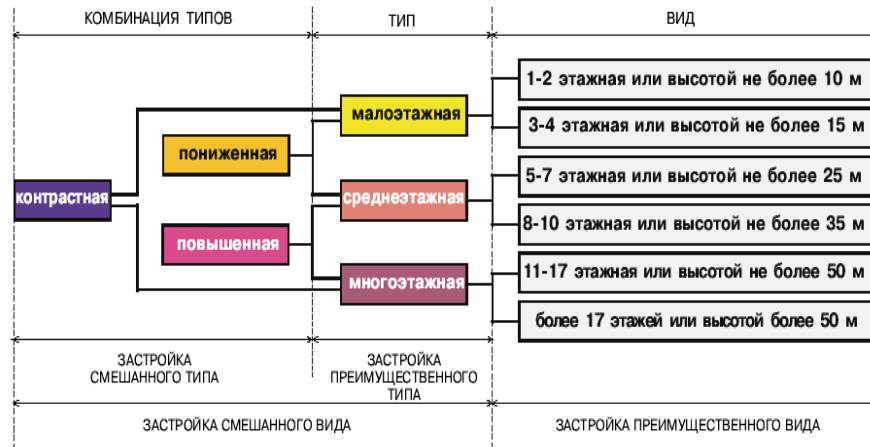 КОМБИНАЦИЯ ТИПОВ
ТИП
ВИД
1-2 этажная или высотой не более 10 м
малоэтажная
3-4 этажная или высотой не более 15 м
пониженная
5-7 этажная или высотой не более 25 м
контрастная
среднеэтажная
8-10 этажная или высотой не более 35 м
повышенная
11-17 этажная или высотой не более 50 м
многоэтажная
более 17 этажей или высотой более 50 м
ЗАСТРОЙКА
СМЕШАННОГО ТИПА
ЗАСТРОЙКА
ПРЕИМУЩЕСТВЕННОГО
ТИПА
ЗАСТРОЙКА СМЕШАННОГО ВИДА
ЗАСТРОЙКА ПРЕИМУЩЕСТВЕННОГО ВИДА